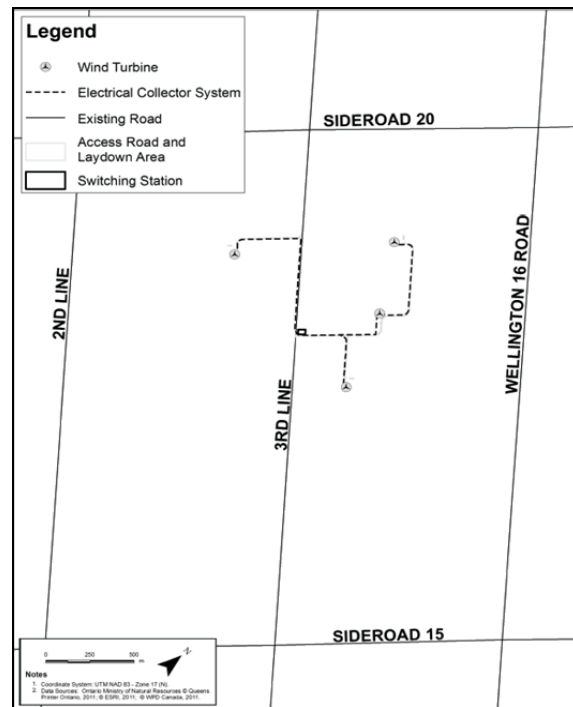 Legend
Wind Turbine
Electrical Collector System
Existing Road
Access Road and
Laydown Area
Switching Station
SIDEROAD 20
2ND LINE
3RD LINE
WELLINGTON 16 ROAD
SIDEROAD 15
0 250 500
m
N
Notes
1. Coordinate System: UTM NAD 83 - Zone 17 (N).
2. Data Sources: Ontario Ministry of Natural Resources © Queens
Printer Ontario, 2011; © ESRI, 2011; © WPD Canada, 2011.